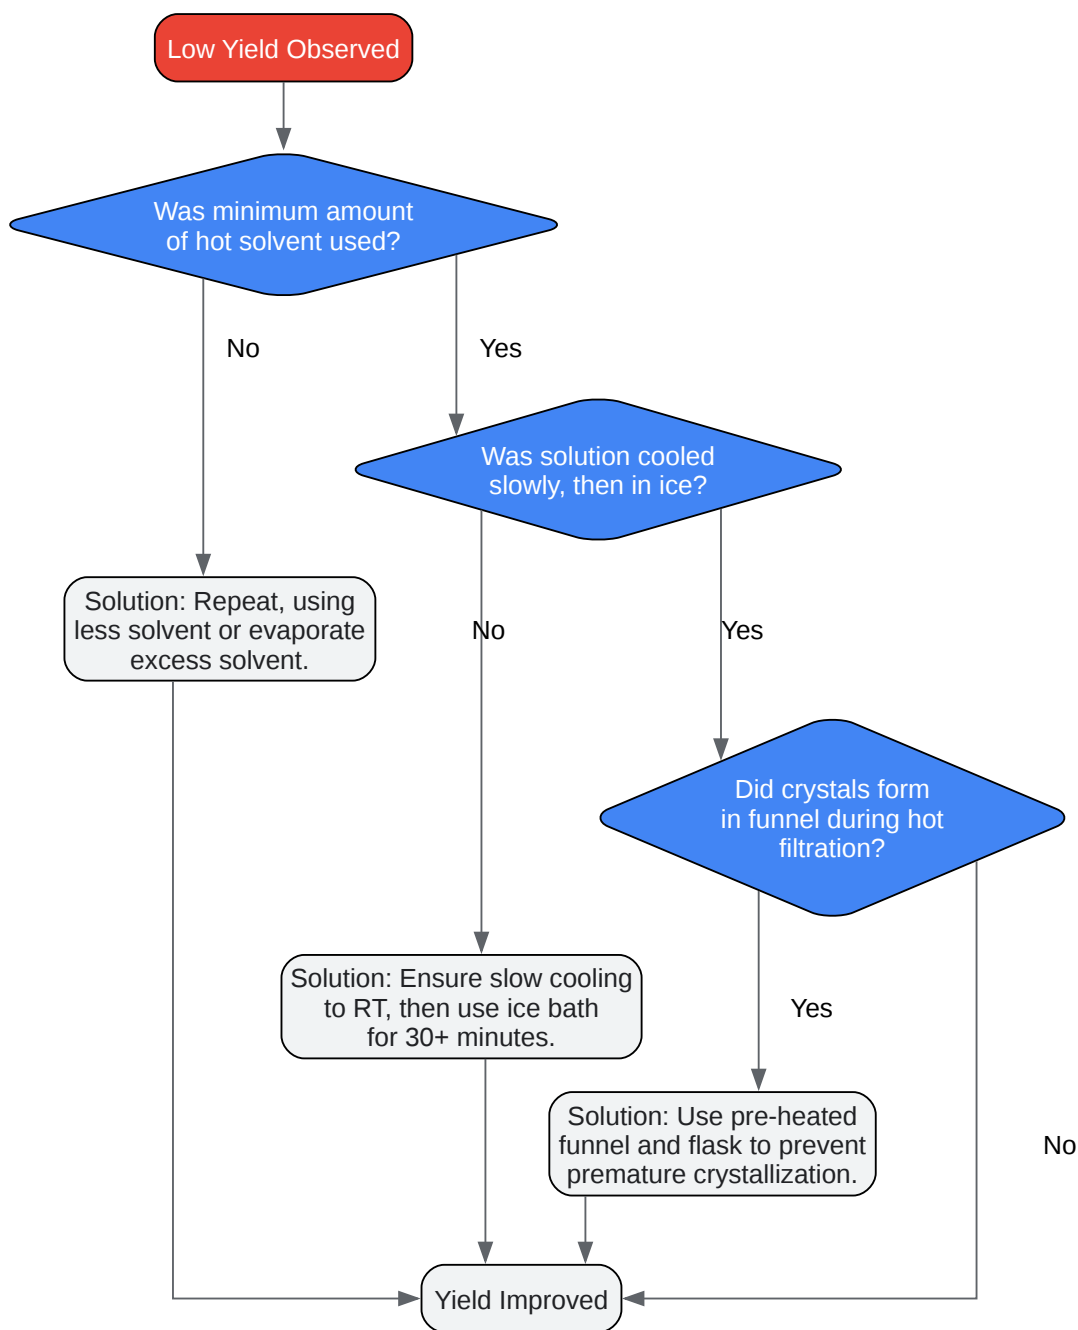 Low Yield Observed
Was minimum amount
of hot solvent used?
No
Yes
Was solution cooled
slowly, then in ice?
Solution: Repeat, using
less solvent or evaporate
excess solvent.
No
Yes
Did crystals form
in funnel during hot
filtration?
Solution: Ensure slow cooling
to RT, then use ice bath
for 30+ minutes.
Yes
Solution: Use pre-heated
funnel and flask to prevent
premature crystallization.
No
Yield Improved